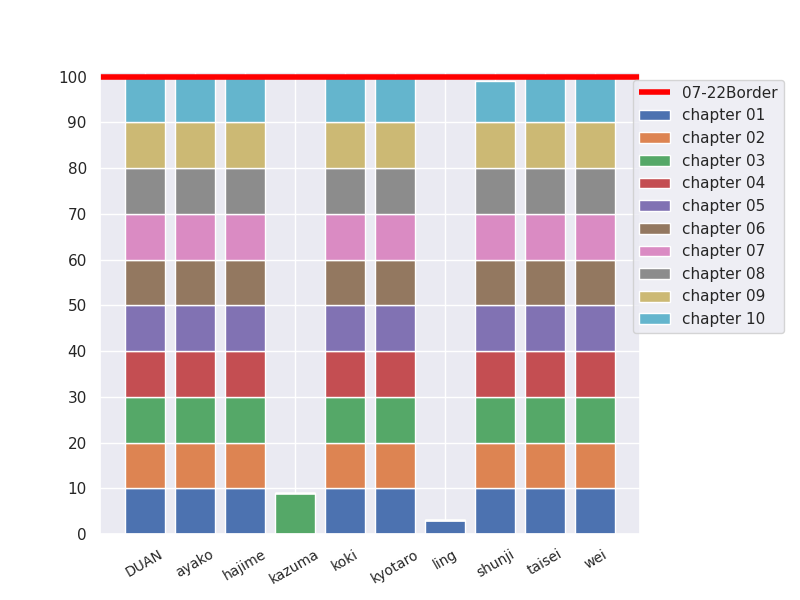 100
90
80
70
60
50
40
30
20
10
0
DUAN ayako hajime kazuma koki kyotaro ling shunji taisei wei
07-22Border
chapter 01
chapter 02
chapter 03
chapter 04
chapter 05
chapter 06
chapter 07
chapter 08
chapter 09
chapter 10